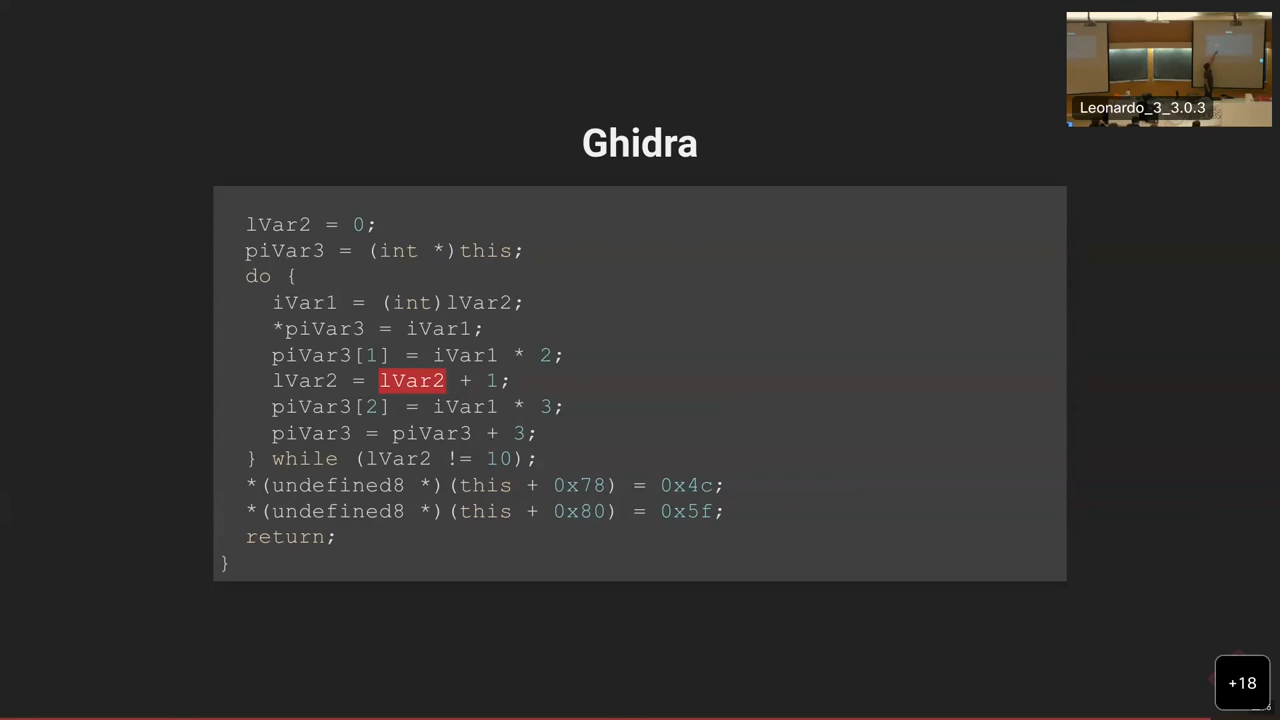 Leonardo_3_3.0.3
Ghidra
lVar2 = 0;
piVar3 = (int *)this;
do {
iVar1 = (int)lVar2;
*piVar3 = iVar1;
piVar3[1] = iVar1 * 2;
lVar2 = lVar2 + 1;
piVar3[2] = iVar1 * 3;
piVar3 = piVar3 + 3;
} while (lVar2 != 10);
*(undefined8 *)(this + 0x78) = 0x4c;
*(undefined8 *)(this + 0x80) = 0x5f;
return;
}
+18